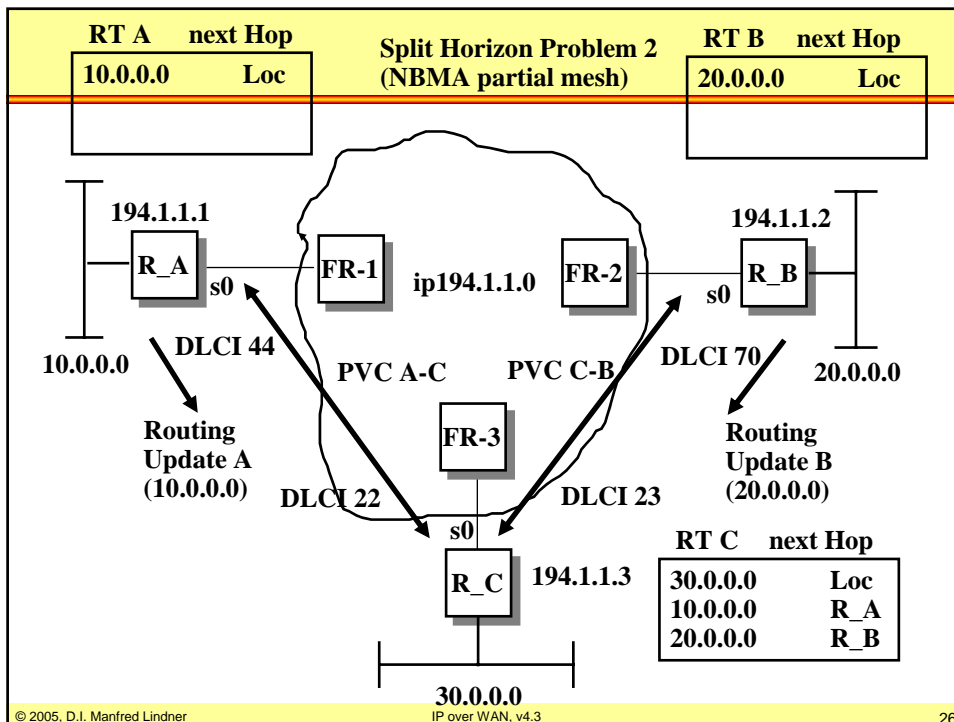 RT A next Hop
10.0.0.0 Loc
Split Horizon Problem 2
(NBMA partial mesh)
RT B next Hop
20.0.0.0 Loc
194.1.1.1
R_A
s0
FR-1
ip194.1.1.0
FR-2
194.1.1.2
R_B
s0
10.0.0.0
DLCI 44
PVC A-C
PVC C-B
DLCI 70
20.0.0.0
Routing
Update A
(10.0.0.0)
FR-3
Routing
Update B
(20.0.0.0)
DLCI 22
DLCI 23
s0
R_C
194.1.1.3
RT C next Hop
30.0.0.0 Loc
10.0.0.0 R_A
20.0.0.0 R_B
30.0.0.0
© 2005, D.I. Manfred Lindner
IP over WAN, v4.3
26